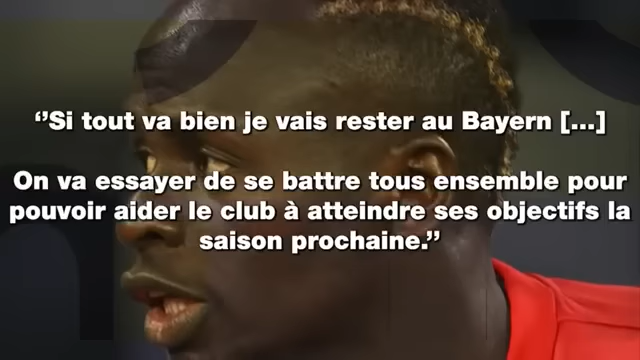 ‘’Si tout va bien je vais rester au Bayern [...]
On va essayer de se battre tous ensemble pour
pouvoir aider le club à atteindre ses objectifs la
saison prochaine.’’